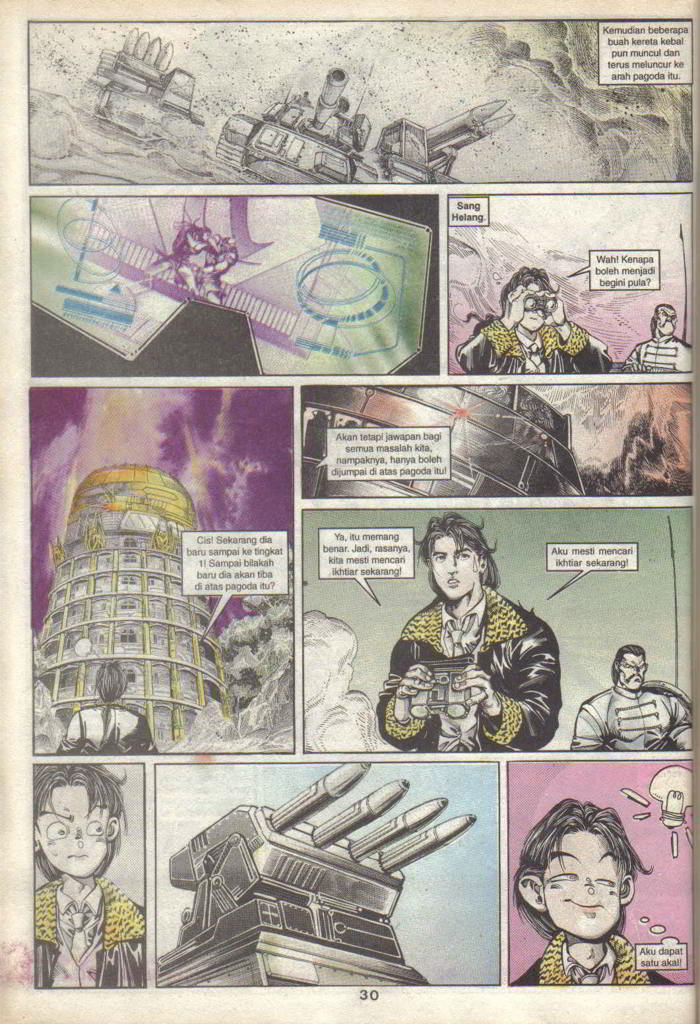 Kemudian beberapa
buah kereta kebal
pun muncul dan
terus meluncur ke
arah pagoda itu.
Sang
Helang.
Wah! Kenapa
boleh menjadi
begini pula?
Cis! Sekarang dia
baru sampai ke tingkat
1! Sampai bilakah
baru dia akan tiba
di atas pagoda itu?
Akan tetapi jawapan bagi
semua masalah kita,
nampaknya, hanya boleh
dijumpai di atas pagoda itu!
Ya, itu memang
benar. Jadi, rasanya,
kita mesti mencari
ikhtiar sekarang!
Aku mesti mencari
ikhtiar sekarang!
Aku dapat
satu akal!
30